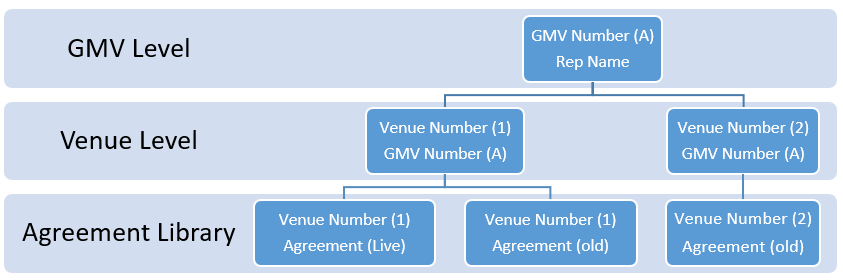 GMV Level
GMV Number (A)
Rep Name
Venue Level
Venue Number (1)
GMV Number (A)
Venue Number (2)
GMV Number (A)
Agreement Library
Venue Number (1)
Agreement (Live)
Venue Number (1)
Agreement (old)
Venue Number (2)
Agreement (old)